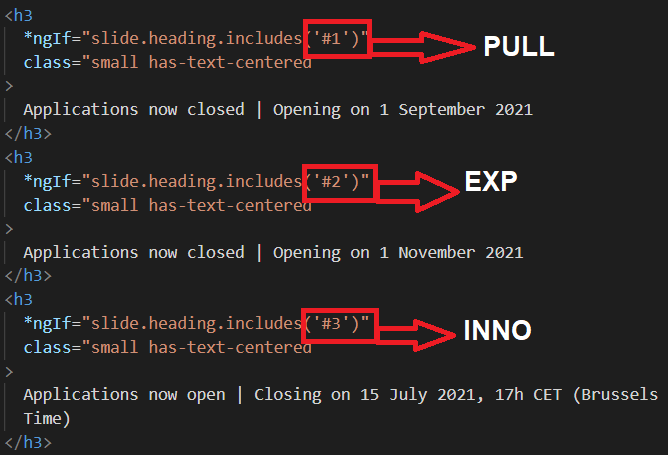 <h3
*ngIf="slide.heading.includes('#1')" PULL
class="small has-text-centered
>
Applications now closed | Opening on 1 September 2021
</h3>
<h3
*ngIf="slide.heading.includes('#2')" EXP
class="small has-text-centered
>
Applications now closed | Opening on 1 November 2021
</h3>
<h3
*ngIf="slide.heading.includes('#3')" INNO
class="small has-text-centered
>
Applications now open | Closing on 15 July 2021, 17h CET (Brussels
Time)
</h3>